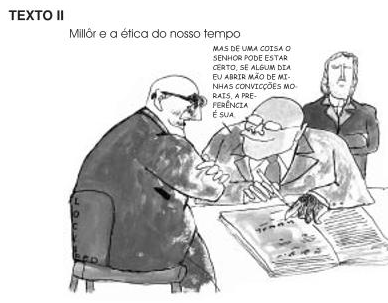 TEXTO II
Millôr e a ética do nosso tempo
MAS DE UMA COISA O
SENHOR PODE ESTAR
CERTO, SE ALGUM DIA
EU ABRIR MÃO DE MI-
NHAS CONVICÇÕES MO-
RAIS, A PRE-
FERÊNCIA
É SUA.